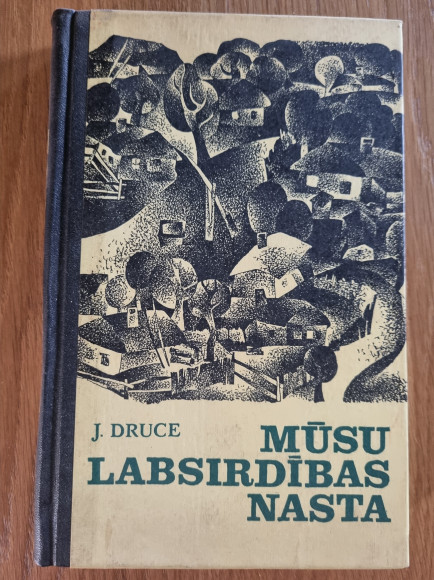 J. DRUCE
MŪSU
LABSIRDĪBAS
NASTA